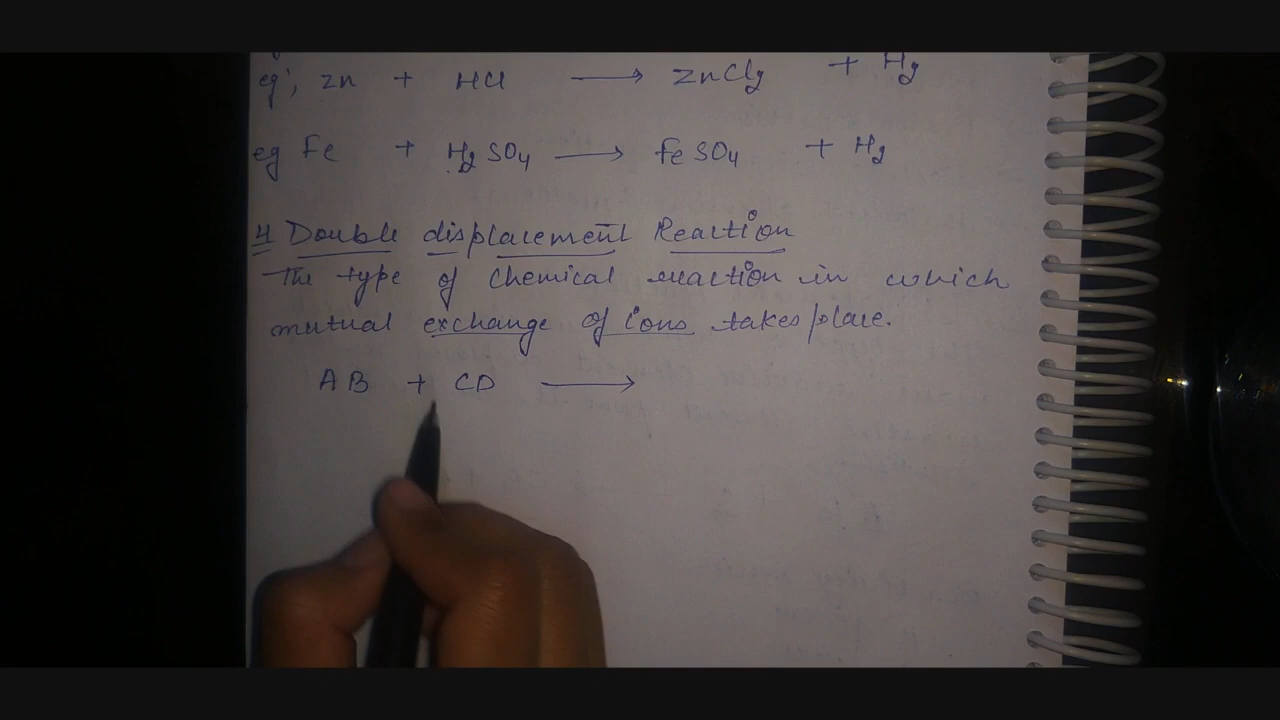 eg; Zn + HCl → ZnCl2 + H2
eg Fe + H2SO4 → FeSO4 + H2
4 Double displacement Reaction
The type of chemical reaction in which
mutual exchange of ions takes place.
AB + CD →